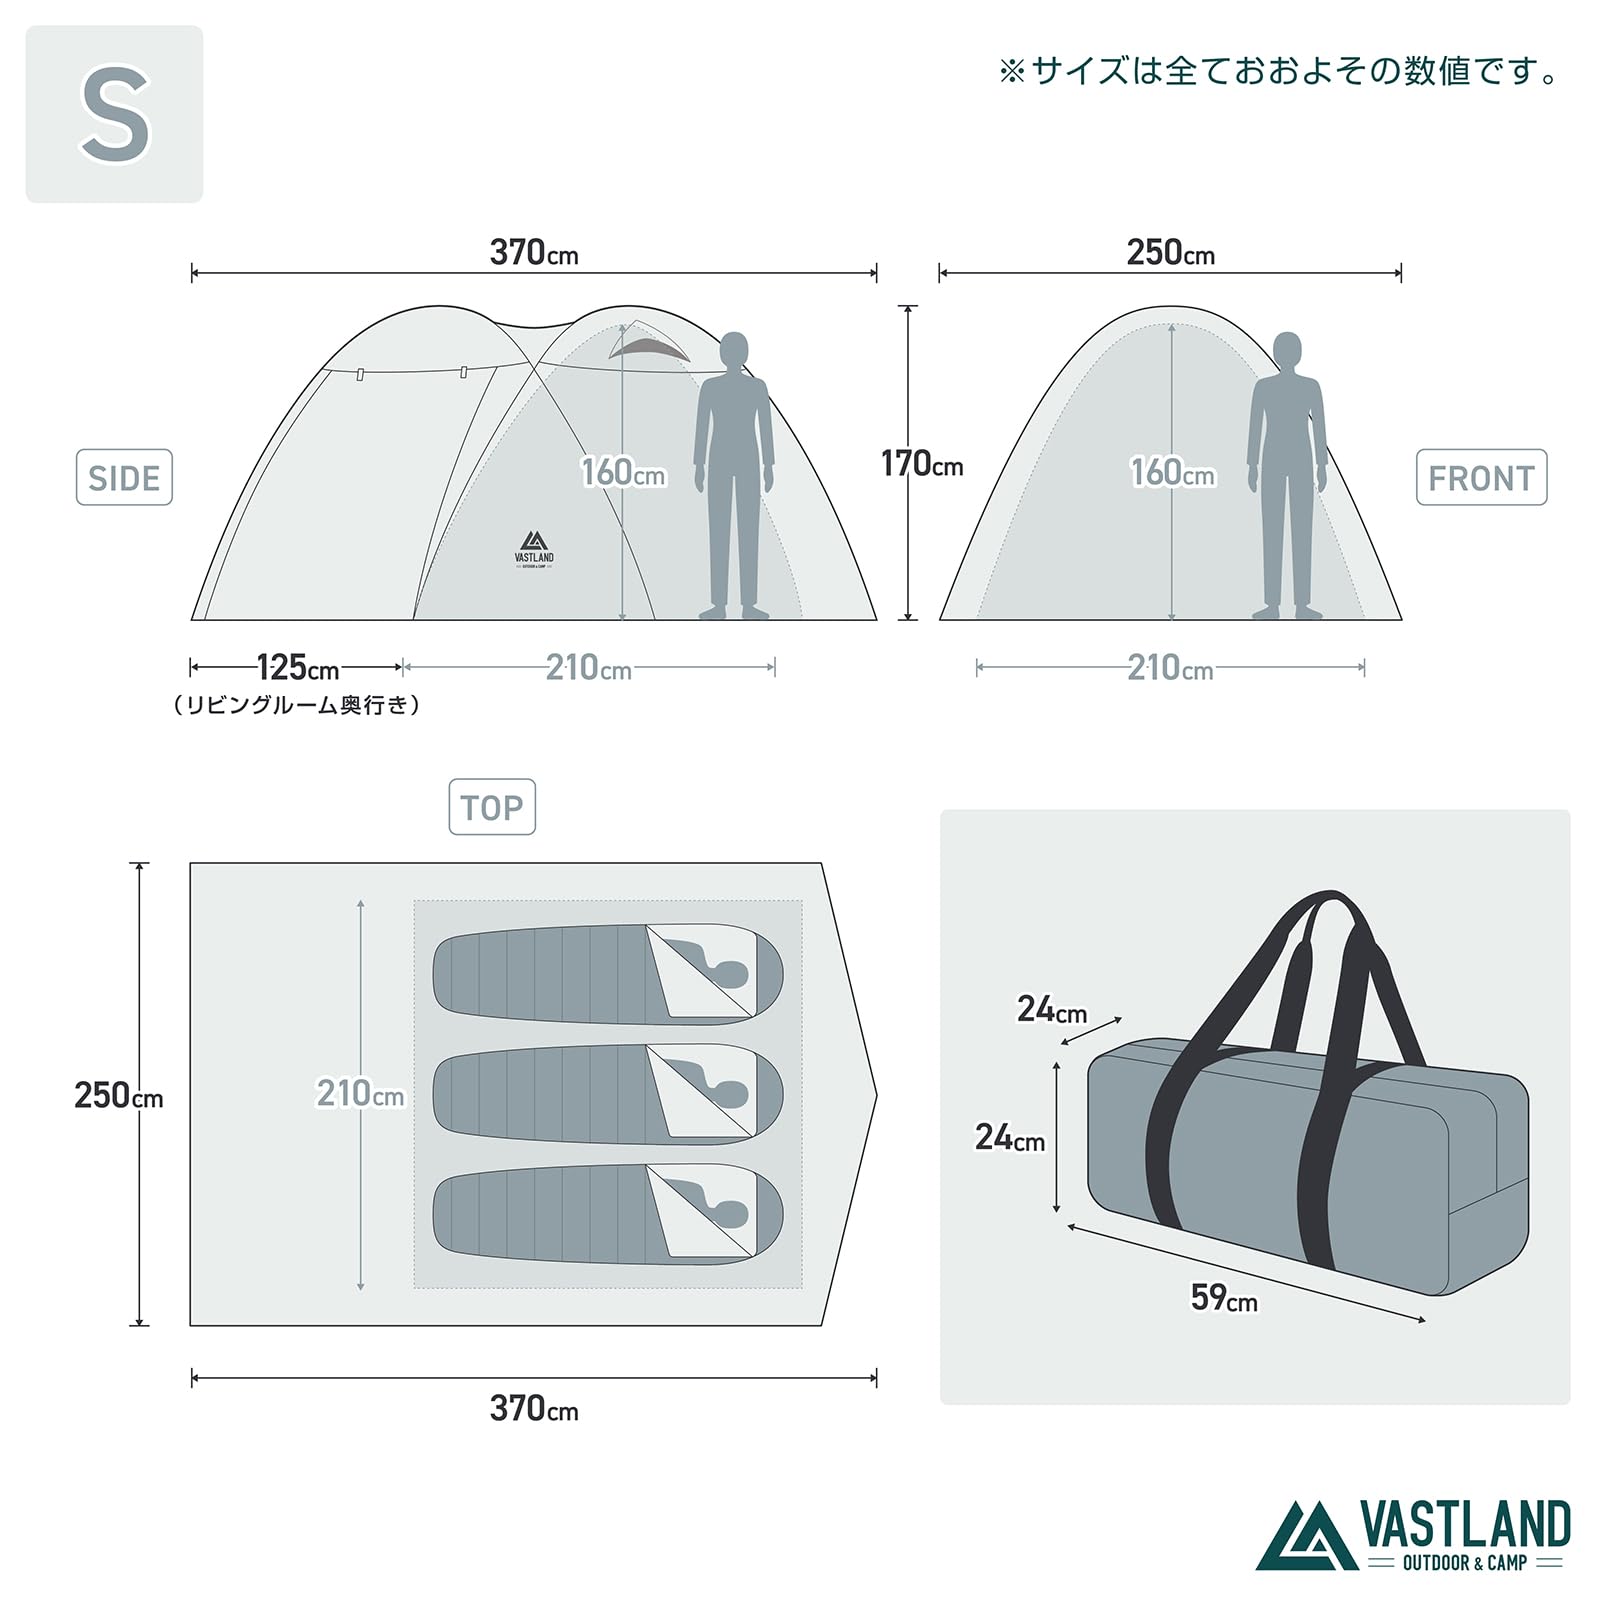 S
※サイズは全ておおよその数値です。
370cm
250cm
SIDE
160cm
170cm
160cm
FRONT
VASTLAND
OUTDOOR & CAMP
125cm
210cm
210cm
(リビングルーム奥行き)
TOP
250cm
210cm
370cm
24cm
24cm
59cm
VASTLAND
OUTDOOR & CAMP